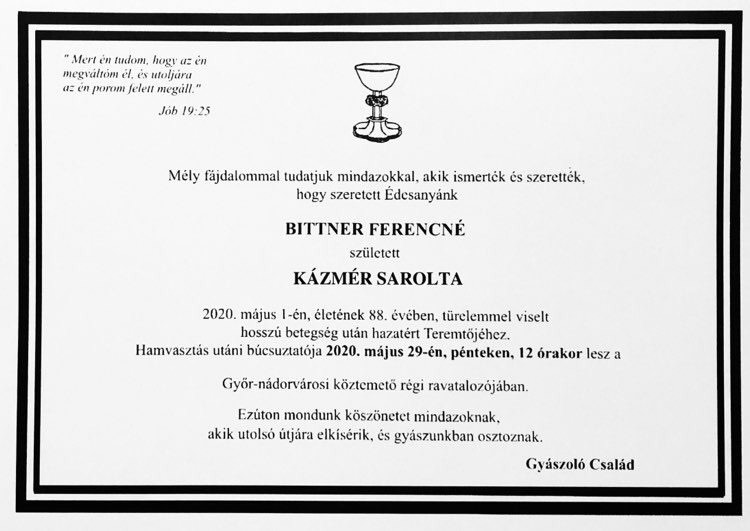 " Mert én tudom, hogy az én
megváltóm él, és utoljára
az én porom felett megáll."
Jób 19:25
Mély fájdalommal tudatjuk mindazokkal, akik ismerték és szerették,
hogy szeretett Édesanyánk
BITTNER FERENCNÉ
született
KÁZMÉR SAROLTA
2020. május 1-én, életének 88. évében, türelemmel viselt
hosszú betegség után hazatért Teremtőjéhez.
Hamvasztás utáni búcsuztatója 2020. május 29-én, pénteken, 12 órakor lesz a
Győr-nádorvárosi köztemető régi ravatalozójában.
Ezúton mondunk köszönetet mindazoknak,
akik utolsó útjára elkísérik, és gyászunkban osztoznak.
Gyászoló Család